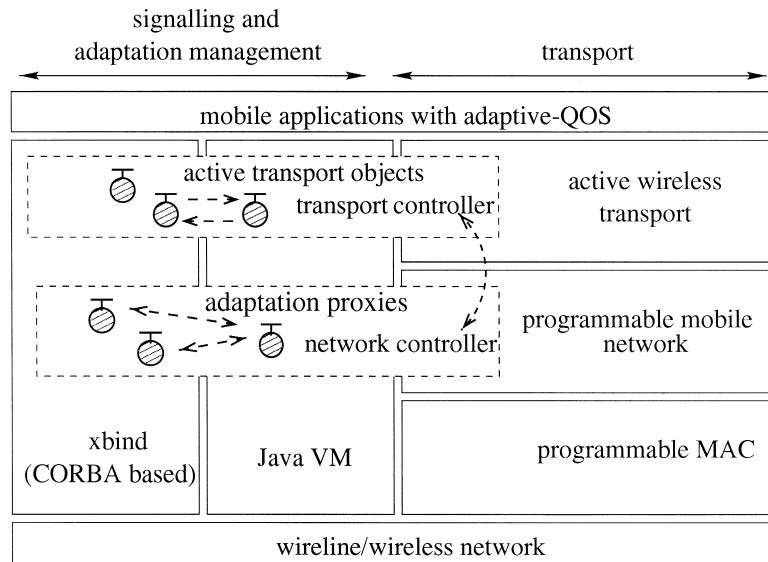 signalling and
adaptation management
transport
mobile applications with adaptive-QOS
active transport objects
transport controller
active wireless
transport
adaptation proxies
network controller
programmable mobile
network
xbind
(CORBA based)
Java VM
programmable MAC
wireline/wireless network